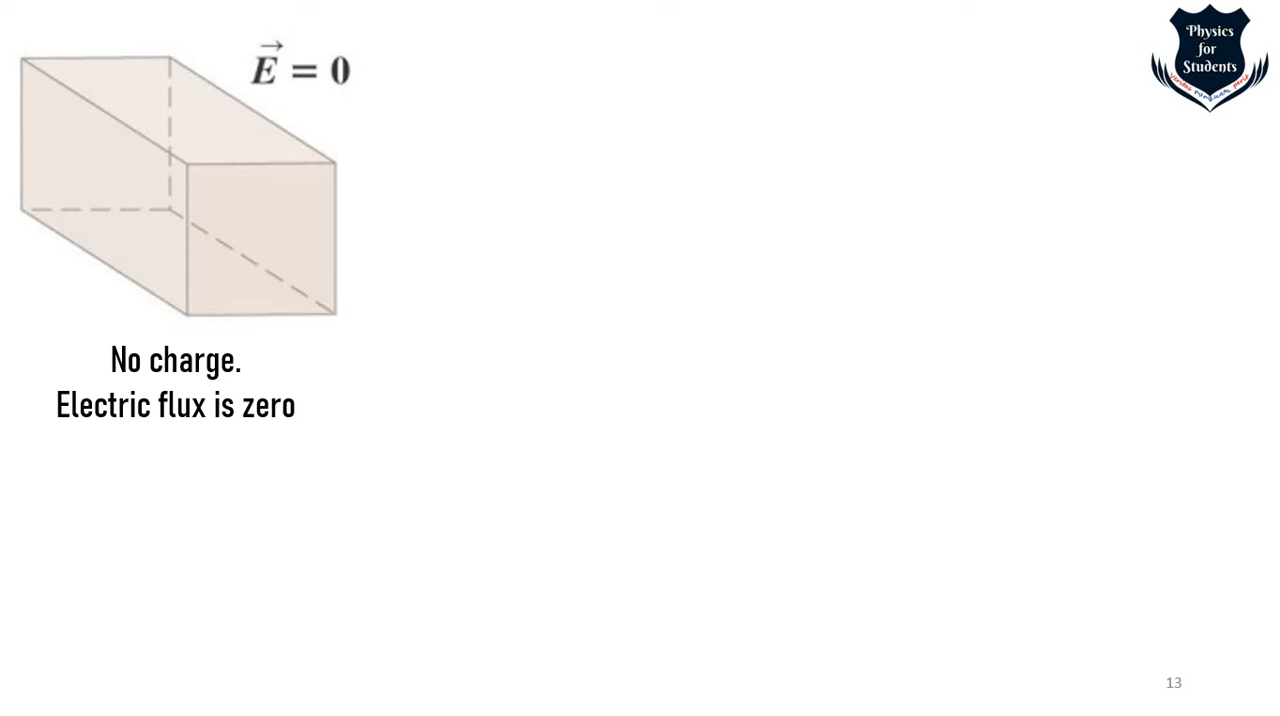 E⃗ = 0
Physics
for
Students
No charge.
Electric flux is zero
13